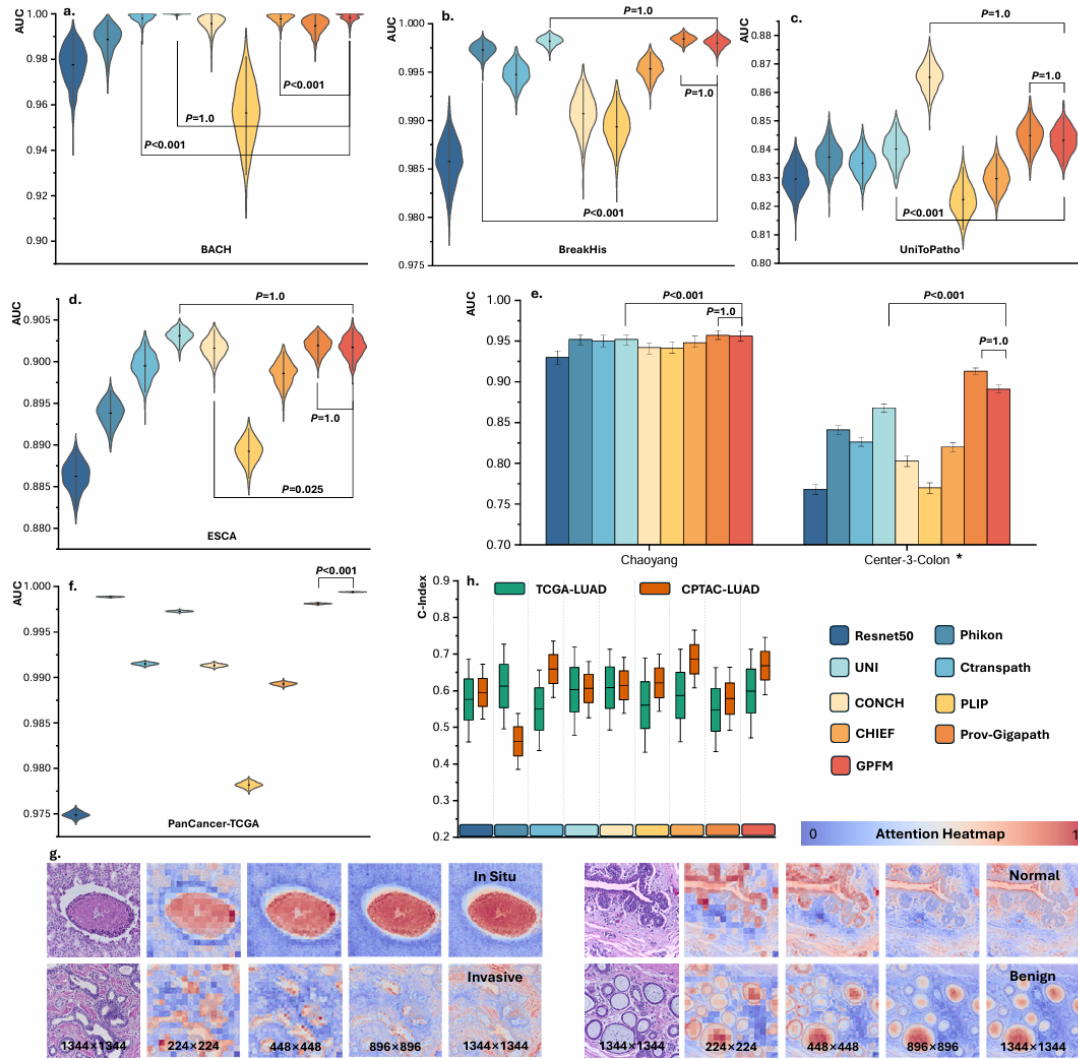 a.
AUC
1.00
0.98
0.96
0.94
0.92
0.90
P<0.001
P=1.0
P<0.001
BACH
b.
AUC
1.000
0.995
0.990
0.985
0.980
0.975
P=1.0
P=1.0
P<0.001
BreakHis
c.
AUC
0.88
0.87
0.86
0.85
0.84
0.83
0.82
0.81
0.80
P=1.0
P=1.0
P<0.001
UniToPatho
d.
AUC
0.905
0.900
0.895
0.890
0.885
0.880
P=1.0
P=1.0
P=0.025
ESCA
e.
AUC
1.00
0.95
0.90
0.85
0.80
0.75
0.70
P<0.001
P=1.0
P<0.001
P=1.0
Chaoyang
Center-3-Colon *
f.
AUC
1.000
0.995
0.990
0.985
0.980
0.975
P<0.001
PanCancer-TCGA
h.
C-Index
0.9
0.8
0.7
0.6
0.5
0.4
0.3
0.2
TCGA-LUAD
CPTAC-LUAD
Resnet50
Phikon
UNI
Ctranspath
CONCH
PLIP
CHIEF
Prov-Gigapath
GPFM
0 Attention Heatmap 1
g.
In Situ
Normal
Invasive
Benign
1344×1344 224×224 448×448 896×896 1344×1344
1344×1344 224×224 448×448 896×896 1344×1344